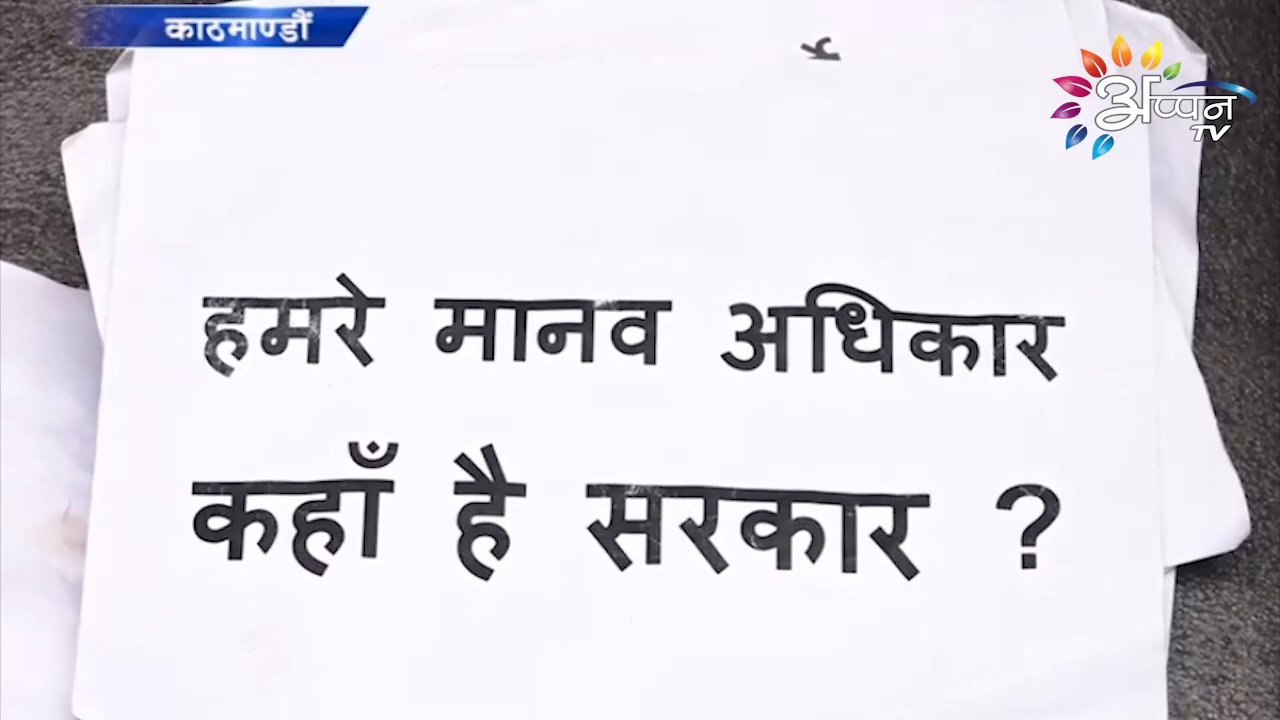 काठमाण्डौं
अप्पन
TV
हमरे मानव अधिकार
कहाँ है सरकार ?